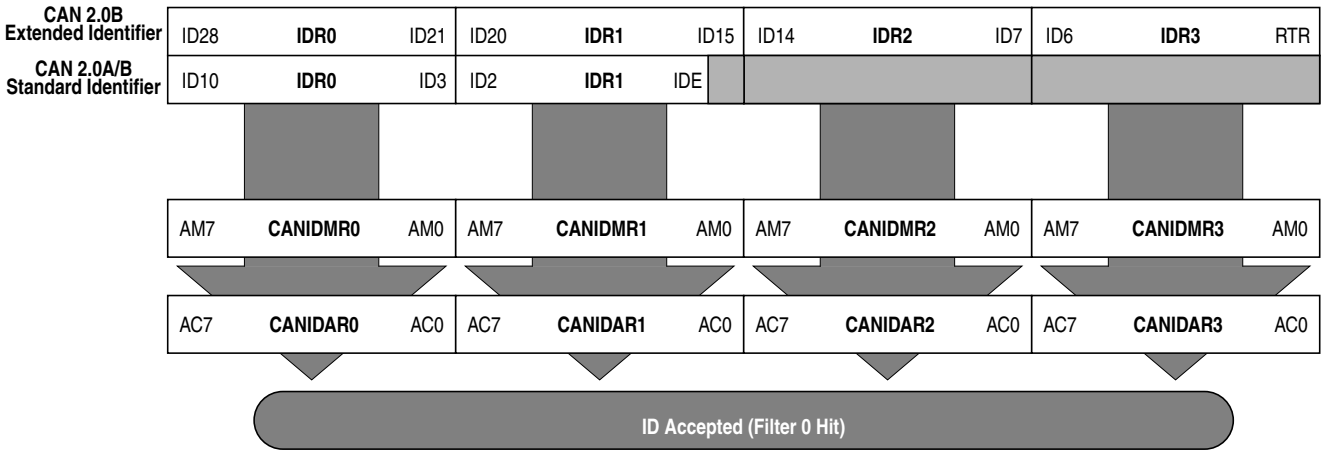 CAN 2.0B
Extended Identifier ID28 IDR0 ID21 ID20 IDR1 ID15 ID14 IDR2 ID7 ID6 IDR3 RTR
CAN 2.0A/B
Standard Identifier ID10 IDR0 ID3 ID2 IDR1 IDE
AM7 CANIDMR0 AM0 AM7 CANIDMR1 AM0 AM7 CANIDMR2 AM0 AM7 CANIDMR3 AM0
AC7 CANIDAR0 AC0 AC7 CANIDAR1 AC0 AC7 CANIDAR2 AC0 AC7 CANIDAR3 AC0
ID Accepted (Filter 0 Hit)